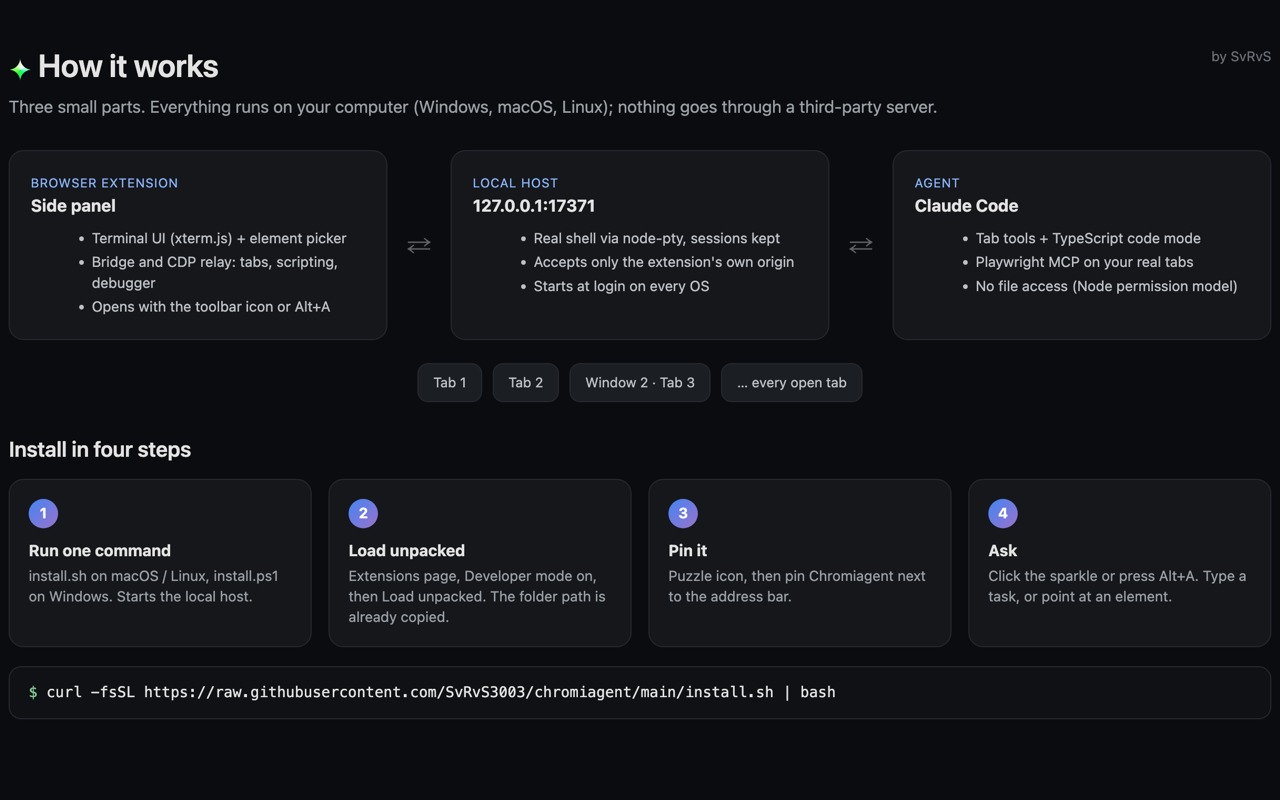 How it works
by SvRvS
Three small parts. Everything runs on your computer (Windows, macOS, Linux); nothing goes through a third-party server.
BROWSER EXTENSION
Side panel
• Terminal UI (xterm.js) + element picker
• Bridge and CDP relay: tabs, scripting,
debugger
• Opens with the toolbar icon or Alt+A
⇄
LOCAL HOST
127.0.0.1:17371
• Real shell via node-pty, sessions kept
• Accepts only the extension's own origin
• Starts at login on every OS
⇄
AGENT
Claude Code
• Tab tools + TypeScript code mode
• Playwright MCP on your real tabs
• No file access (Node permission model)
Tab 1
Tab 2
Window 2 · Tab 3
... every open tab
Install in four steps
1
Run one command
install.sh on macOS / Linux, install.ps1
on Windows. Starts the local host.
2
Load unpacked
Extensions page, Developer mode on,
then Load unpacked. The folder path is
already copied.
3
Pin it
Puzzle icon, then pin Chromiagent next
to the address bar.
4
Ask
Click the sparkle or press Alt+A. Type a
task, or point at an element.
$ curl -fsSL https://raw.githubusercontent.com/SvRvS3003/chromiagent/main/install.sh | bash